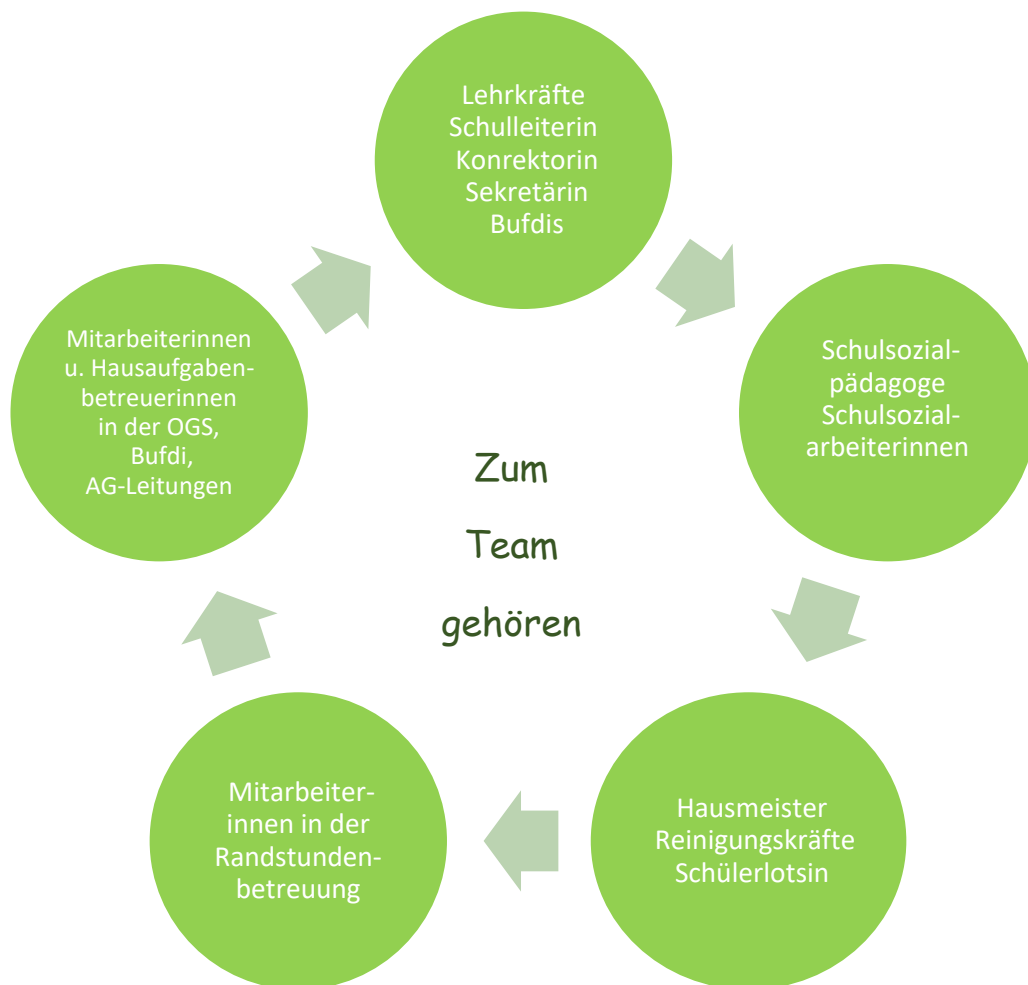 Lehrkräfte
Schulleiterin
Konrektorin
Sekretärin
Bufdis
Schulsozial-
pädagoge
Schulsozial-
arbeiterinnen
Hausmeister
Reinigungskräfte
Schülerlotsin
Mitarbeiter-
innen in der
Randstunden-
betreuung
Mitarbeiterinnen
u. Hausaufgaben-
betreuerinnen
in der OGS,
Bufdi,
AG-Leitungen
Zum
Team
gehören